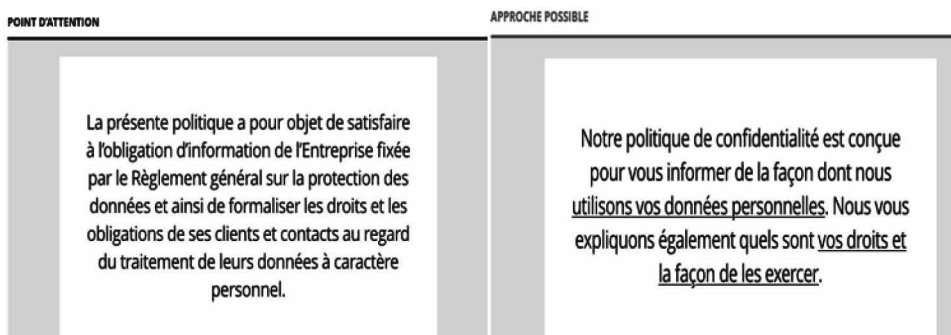 POINT D'ATTENTION
La présente politique a pour objet de satisfaire
à l'obligation d'information de l'Entreprise fixée
par le Règlement général sur la protection des
données et ainsi de formaliser les droits et les
obligations de ses clients et contacts au regard
du traitement de leurs données à caractère
personnel.
APPROCHE POSSIBLE
Notre politique de confidentialité est conçue
pour vous informer de la façon dont nous
utilisons vos données personnelles. Nous vous
expliquons également quels sont vos droits et
la façon de les exercer.